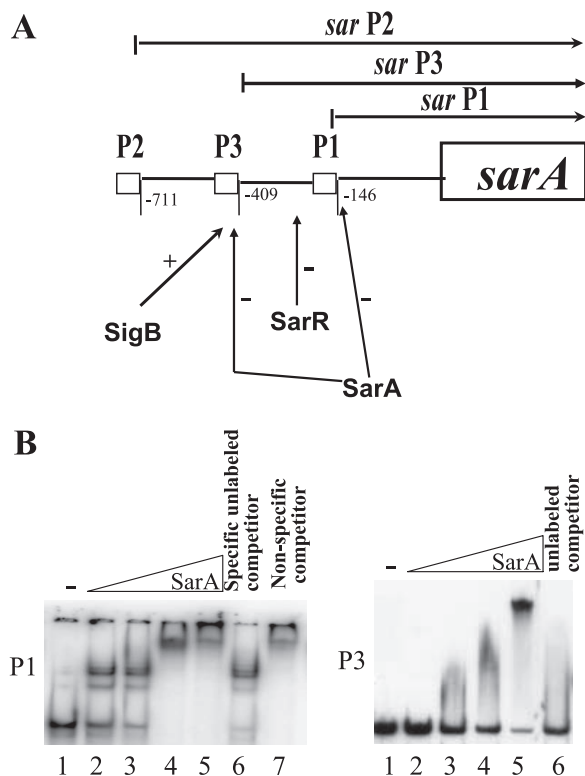 A
sar P2
sar P3
sar P1
P2 P3 P1
sarA
-711 -409 -146
+ - - -
SigB SarR SarA
B
Specific unlabeled competitor
Non-specific competitor
unlabeled competitor
- SarA - SarA
P1 P3
1 2 3 4 5 6 7 1 2 3 4 5 6